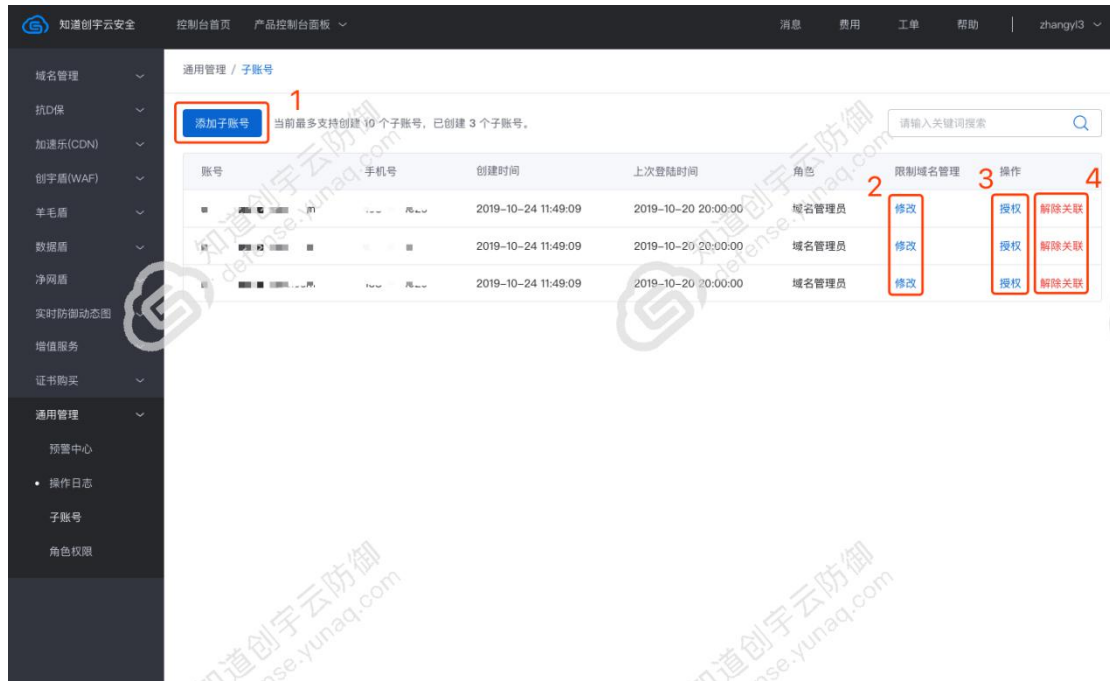 知道创宇云安全 控制台首页 产品控制台面板 消息 费用 工单 帮助 zhangyl3
域名管理
抗D保
加速乐(CDN)
创宇盾(WAF)
羊毛盾
数据盾
净网盾
实时防御动态图
增值服务
证书购买
通用管理
预警中心
操作日志
子账号
角色权限
通用管理 / 子账号
1
添加子账号 当前最多支持创建 10 个子账号，已创建 3 个子账号。 请输入关键词搜索
2 3 4
账号 手机号 创建时间 上次登陆时间 角色 限制域名管理 操作
2019-10-24 11:49:09 2019-10-20 20:00:00 域名管理员 修改 授权 解除关联
2019-10-24 11:49:09 2019-10-20 20:00:00 域名管理员 修改 授权 解除关联
2019-10-24 11:49:09 2019-10-20 20:00:00 域名管理员 修改 授权 解除关联
知道创宇云防御
defense.yunaq.com
知道创宇云防御
defense.yunaq.com